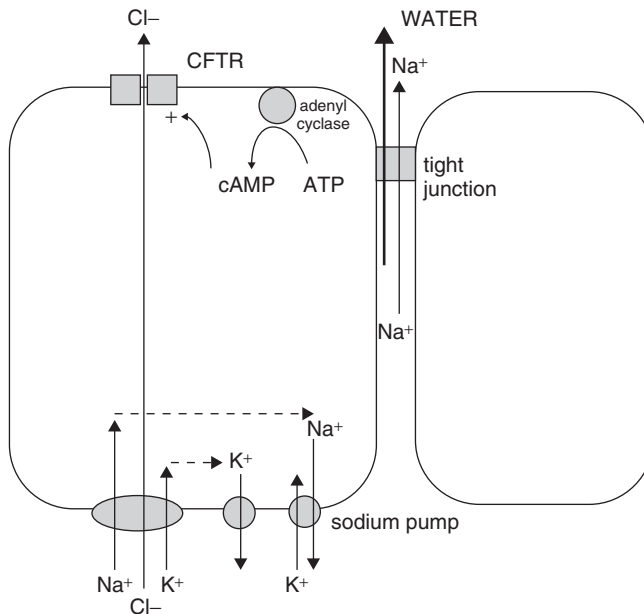 Cl–
WATER
CFTR
Na⁺
adenyl
cyclase
+
cAMP
ATP
tight
junction
Na⁺
Na⁺
K⁺
sodium pump
Na⁺
K⁺
K⁺
Cl–